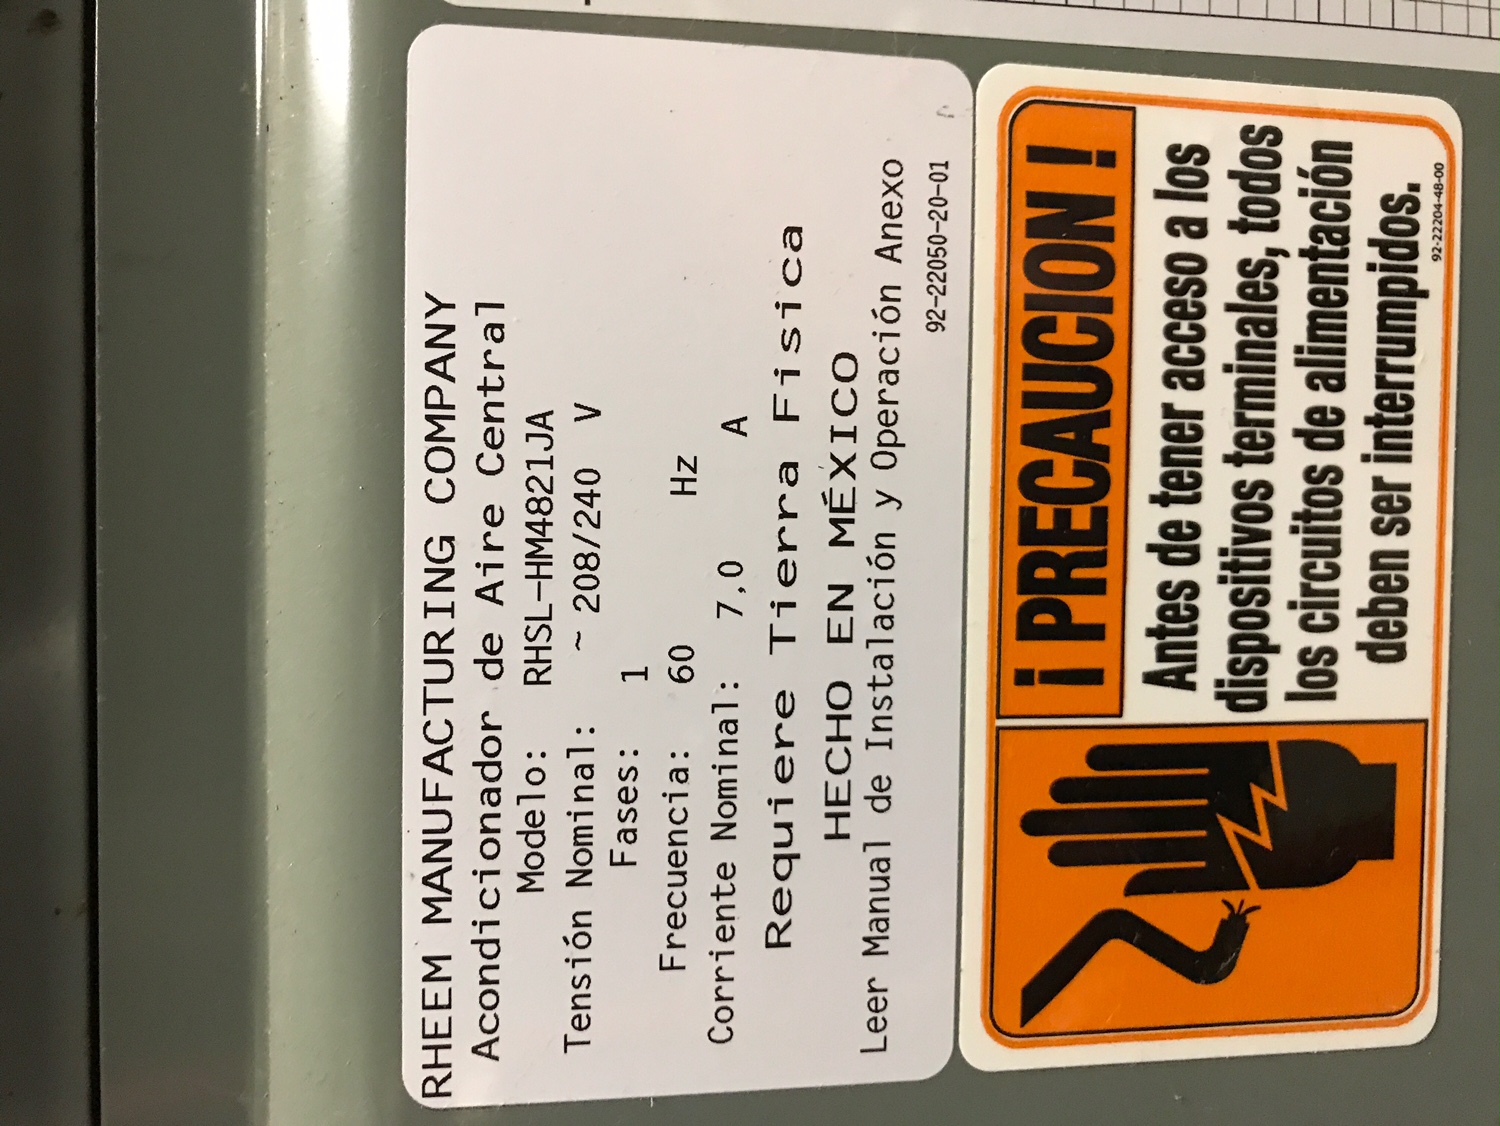 RHEEM MANUFACTURING COMPANY
Acondicionador de Aire Central
Modelo: RHSL-HM4821JA
Tensión Nominal: ~ 208/240 V
Fases: 1
Frecuencia: 60 Hz
Corriente Nominal: 7,0 A
Requiere Tierra Fisica
HECHO EN MÉXICO
Leer Manual de Instalación y Operación Anexo
92-22050-20-01
¡ PRECAUCION !
Antes de tener acceso a los
dispositivos terminales, todos
los circuitos de alimentación
deben ser interrumpidos.
92-22204-48-00